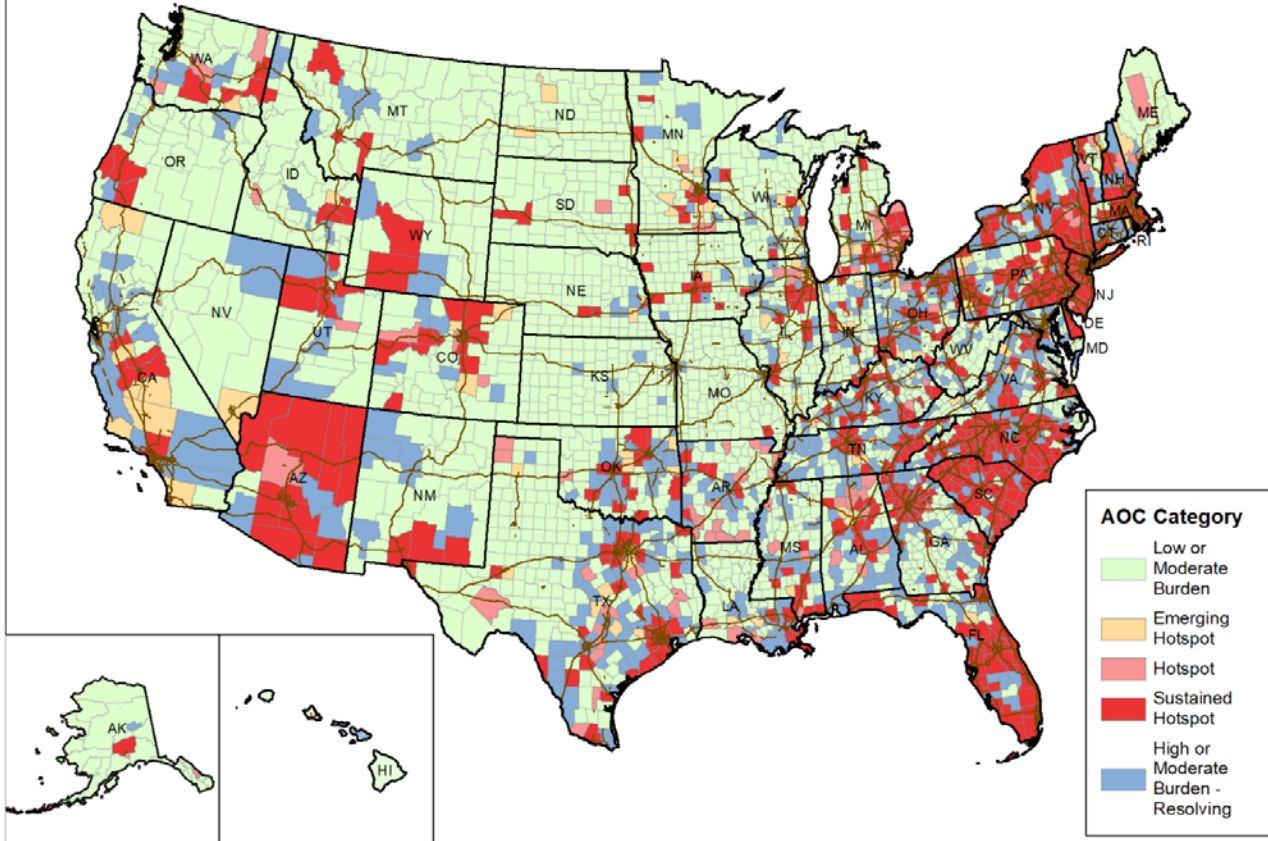 WA
MT
ND
MN
ME
OR
ID
SD
WI
VT
NH
NY
MA
WY
MI
CT
RI
IA
PA
NE
NJ
NV
UT
OH
IN
DE
CO
WV
MD
CA
KS
MO
VA
KY
NC
TN
OK
AZ
AR
NM
SC
MS
AL
GA
TX
LA
FL
AK
HI
AOC Category
Low or
Moderate
Burden
Emerging
Hotspot
Hotspot
Sustained
Hotspot
High or
Moderate
Burden -
Resolving